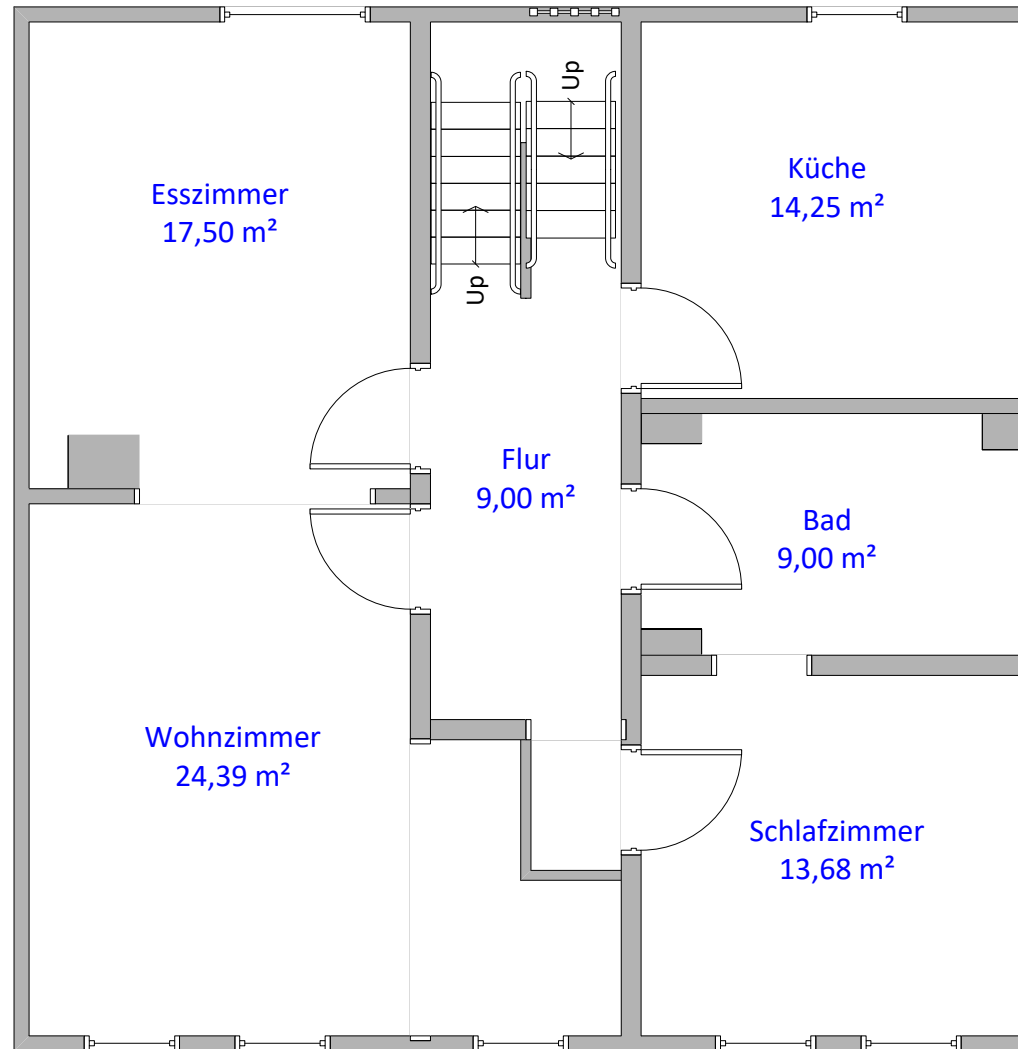 Up
Up
Esszimmer
17,50 m²
Küche
14,25 m²
Flur
9,00 m²
Bad
9,00 m²
Wohnzimmer
24,39 m²
Schlafzimmer
13,68 m²